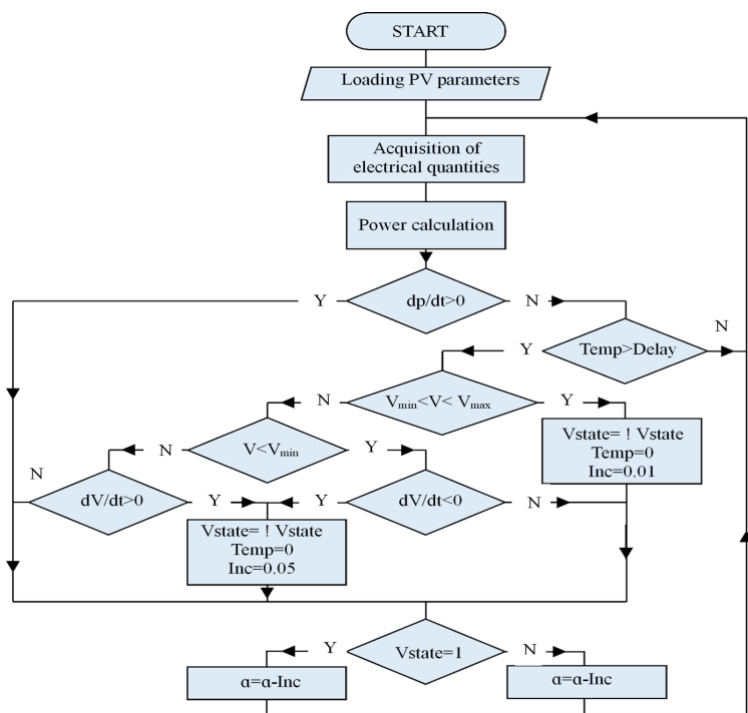 START
Loading PV parameters
Acquisition of
electrical quantities
Power calculation
Y
dp/dt>0
N
N
Y
Temp>Delay
N
Vmin<V< Vmax
Y
Vstate= ! Vstate
Temp=0
Inc=0.01
N
V<Vmin
Y
N
dV/dt>0
Y
Y
dV/dt<0
N
Vstate= ! Vstate
Temp=0
Inc=0.05
Y
Vstate=1
N
α=α-Inc
α=α-Inc